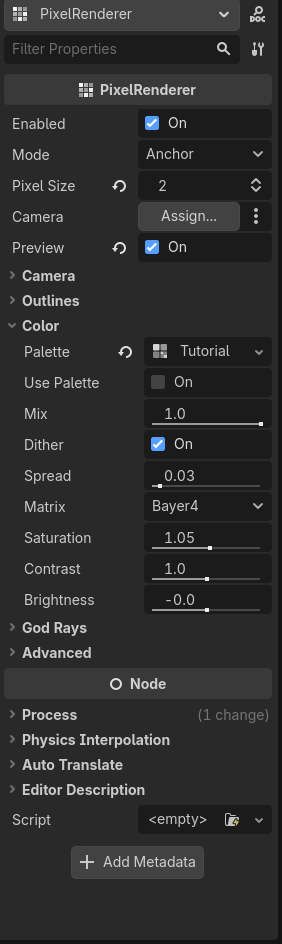 PixelRenderer
DOC
Filter Properties
PixelRenderer
Enabled On
Mode Anchor
Pixel Size 2
Camera Assign...
Preview On
Camera
Outlines
Color
Palette Tutorial
Use Palette On
Mix 1.0
Dither On
Spread 0.03
Matrix Bayer4
Saturation 1.05
Contrast 1.0
Brightness -0.0
God Rays
Advanced
Node
Process (1 change)
Physics Interpolation
Auto Translate
Editor Description
Script <empty>
Add Metadata